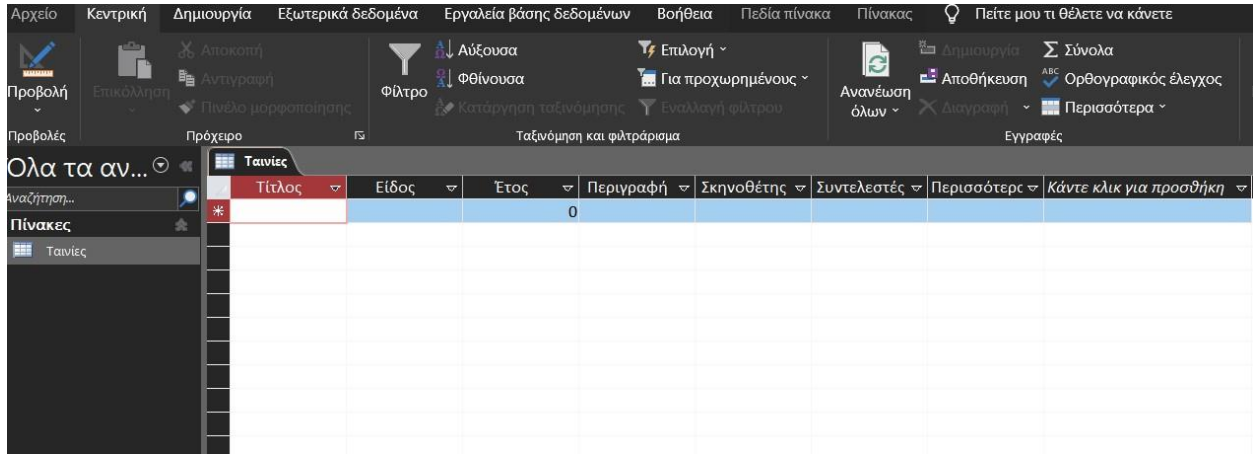 Αρχείο Κεντρική Δημιουργία Εξωτερικά δεδομένα Εργαλεία βάσης δεδομένων Βοήθεια Πεδία πίνακα Πίνακας Πείτε μου τι θέλετε να κάνετε
Προβολή
Προβολές
Επικόλληση
Αποκοπή
Αντιγραφή
Πινέλο μορφοποίησης
Πρόχειρο
Φίλτρο
Αύξουσα
Φθίνουσα
Κατάργηση ταξινόμησης
Επιλογή
Για προχωρημένους
Εναλλαγή φίλτρου
Ταξινόμηση και φιλτράρισμα
Ανανέωση
όλων
Δημιουργία
Αποθήκευση
Διαγραφή
Σύνολα
Ορθογραφικός έλεγχος
Περισσότερα
Εγγραφές
Όλα τα αν...
Αναζήτηση...
Πίνακες
Ταινίες
Ταινίες
Τίτλος Είδος Έτος Περιγραφή Σκηνοθέτης Συντελεστές Περισσότερς Κάντε κλικ για προσθήκη
0